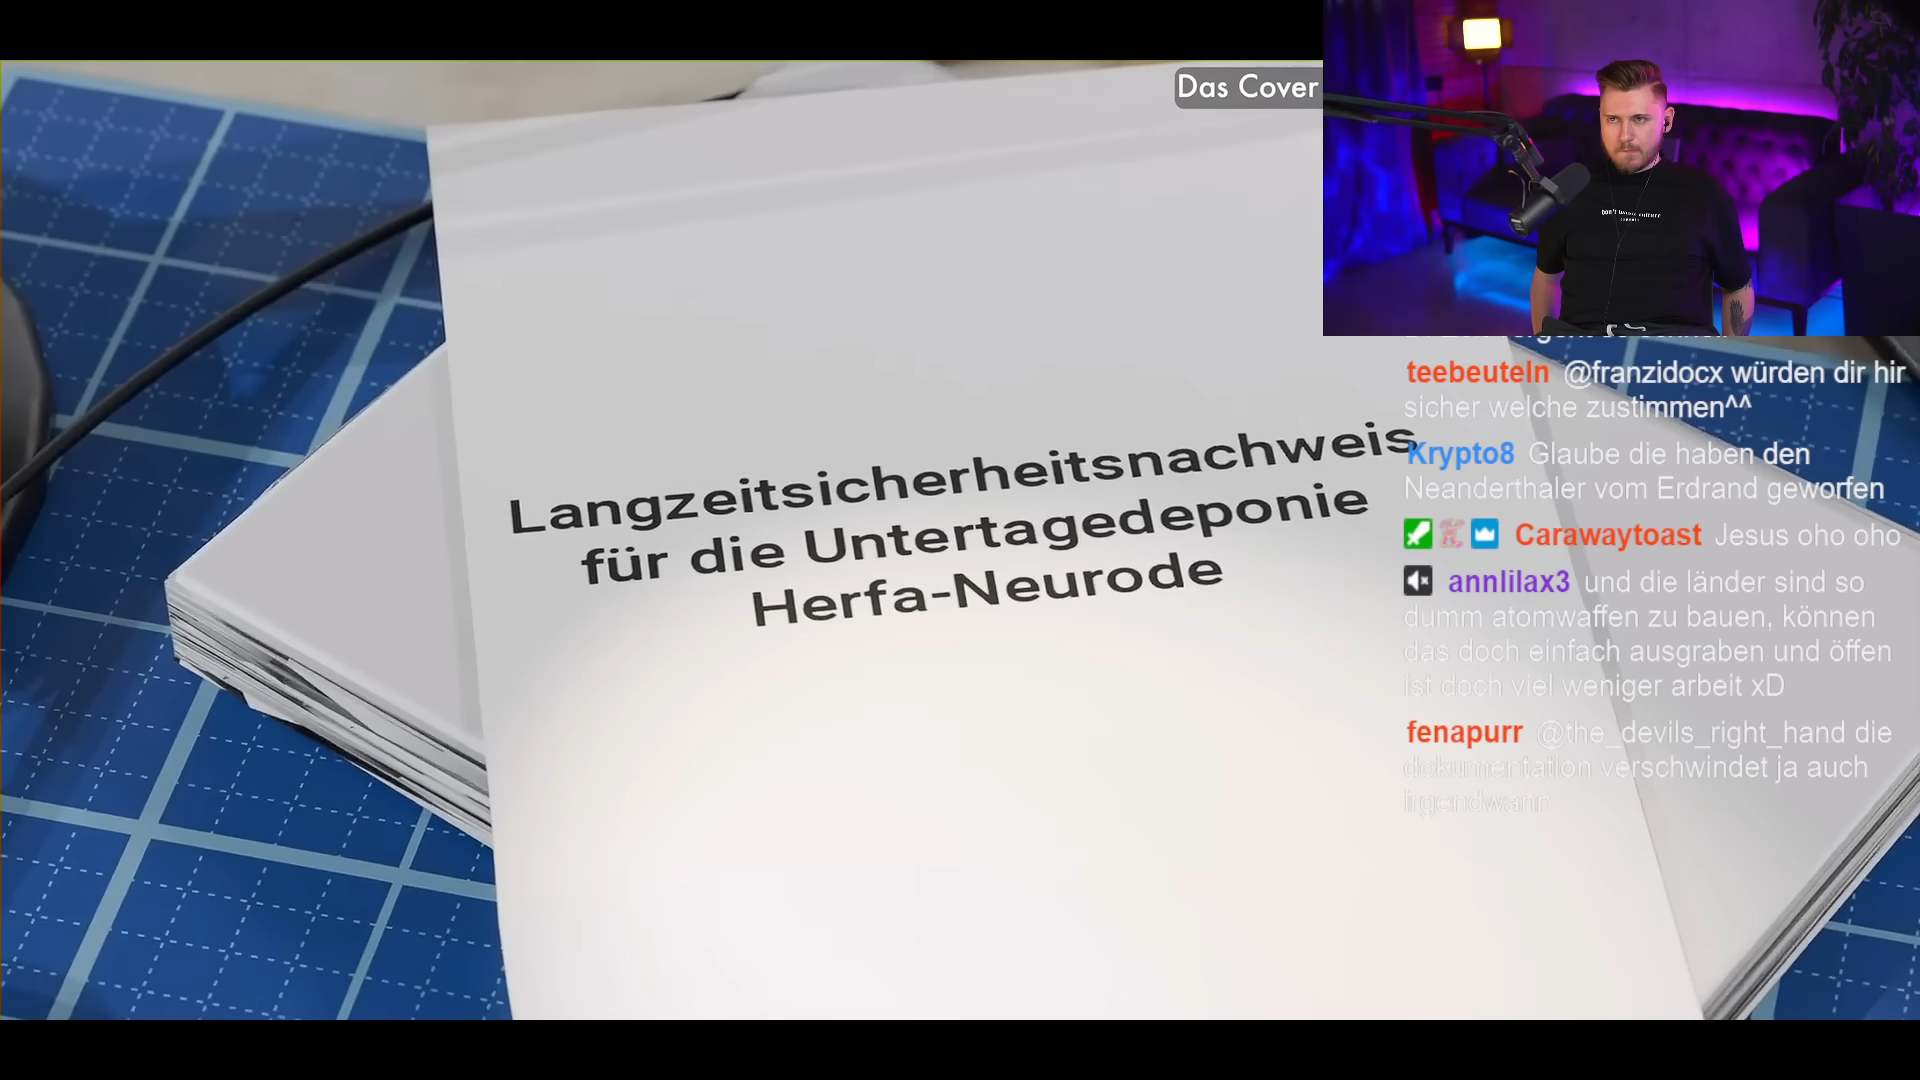 Das Cover
Langzeitsicherheitsnachweis
für die Untertagedeponie
Herfa-Neurode
teebeuteln @franzidocx würden dir hir
sicher welche zustimmen^^
Krypto8 Glaube die haben den
Neanderthaler vom Erdrand geworfen
Carawaytoast Jesus oho oho
annlilax3 und die länder sind so
dumm atomwaffen zu bauen, können
das doch einfach ausgraben und öffen
ist doch viel weniger arbeit xD
fenapurr @the_devils_right_hand die
dokumentation verschwindet ja auch
irgendwann